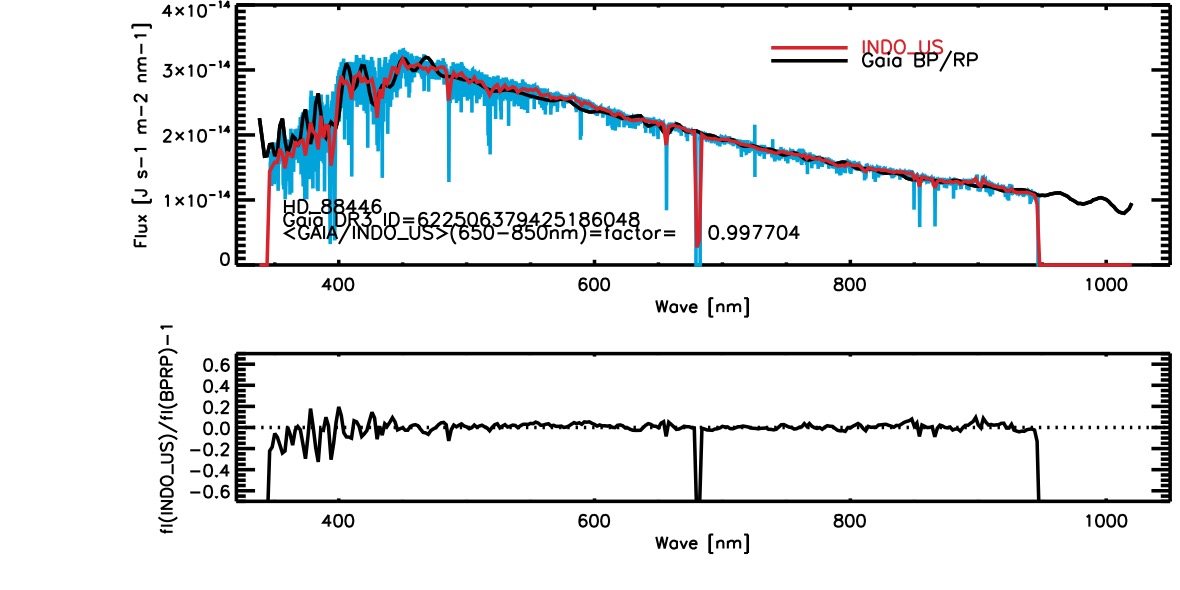 4×10−14
3×10−14
2×10−14
1×10−14
0
Flux [J s−1 m−2 nm−1]
INDO_US
Gaia BP/RP
HD_88446
Gaia DR3 ID=622506379425186048
<GAIA/INDO_US>(650−850nm)=factor= 0.997704
400 600 800 1000
Wave [nm]
0.6
0.4
0.2
0.0
−0.2
−0.4
−0.6
fl(INDO_US)/fl(BPRP)−1
400 600 800 1000
Wave [nm]